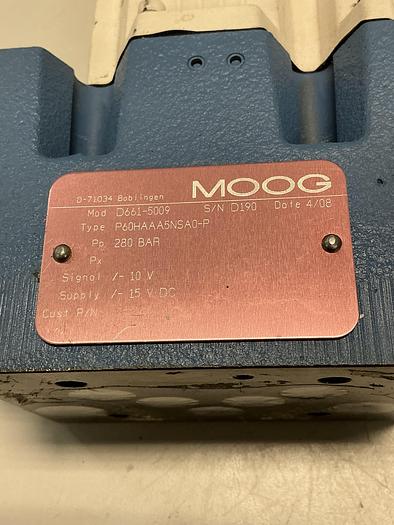 MOOG
D-71034 Böblingen
Mod D661-5009 S/N D190 Date 4/08
Type P60HAAA5NSA0-P
Pp 280 BAR
Px
Signal /- 10 V
Supply /- 15 V DC
Cust P/N